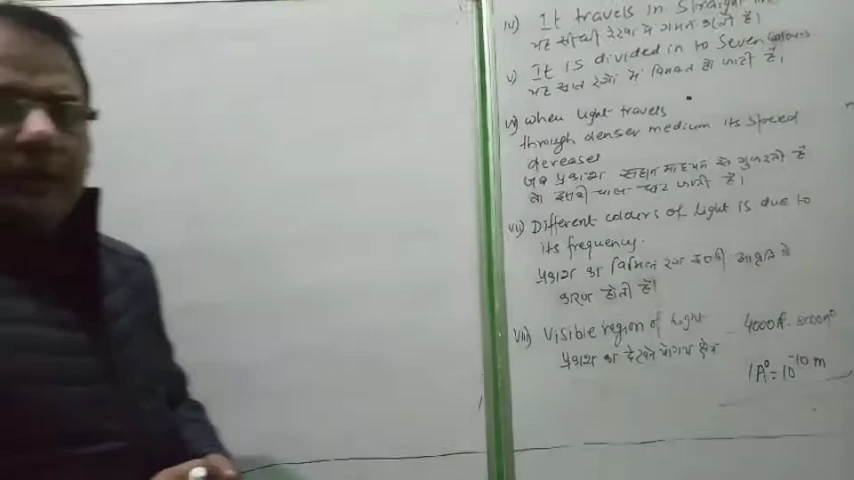 iv) It travels in straight
यह सीधी रेखा में गमन करती है।
v) It is divided in to seven colours
यह सात रंगों में विभक्त हो जाती है।
vi) when light travels
through denser medium its speed
decreases
जब प्रकाश सघन माध्यम से गुजरती है
तो इसकी चाल घट जाती है।
vii) Different colours of light is due to
its frequency.
प्रकाश का विभिन्न रंग इसकी आवृति के
कारण होती है।
viii) Visible region of light 4000Å - 8000Å
प्रकाश का देखने योग्य क्षेत्र
1A° = 10^-10 m